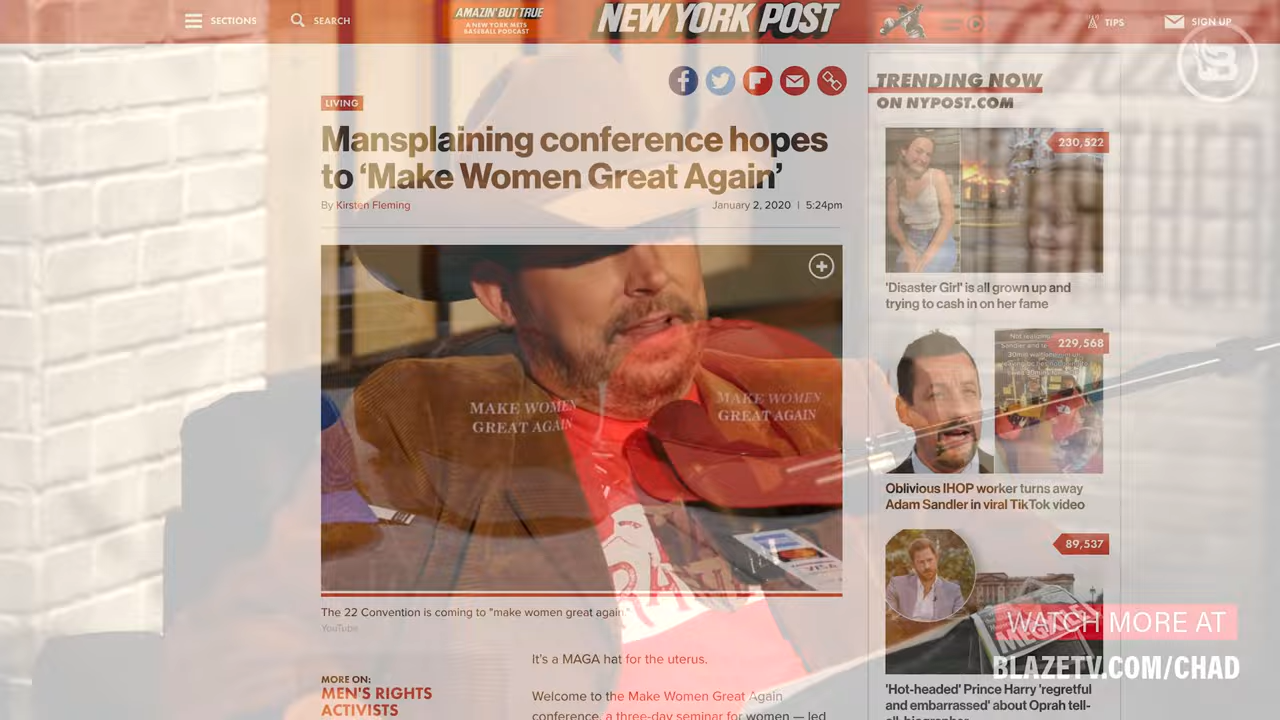 SECTIONS
SEARCH
AMAZIN' BUT TRUE
A NEW YORK METS
BASEBALL PODCAST
NEW YORK POST
TIPS
SIGN UP
LIVING
Mansplaining conference hopes
to ‘Make Women Great Again’
By Kirsten Fleming
January 2, 2020 | 5:24pm
MAKE WOMEN
GREAT AGAIN
MAKE WOMEN
GREAT AGAIN
VISA
The 22 Convention is coming to "make women great again."
YouTube
It's a MAGA hat for the uterus.
MORE ON:
MEN'S RIGHTS
ACTIVISTS
Welcome to the Make Women Great Again
conference, a three-day seminar for women — led
TRENDING NOW
ON NYPOST.COM
230,522
'Disaster Girl' is all grown up and
trying to cash in on her fame
229,568
Oblivious IHOP worker turns away
Adam Sandler in viral TikTok video
89,537
'Hot-headed' Prince Harry 'regretful
and embarrassed' about Oprah tell-
all: biographer
WATCH MORE AT
BLAZETV.COM/CHAD